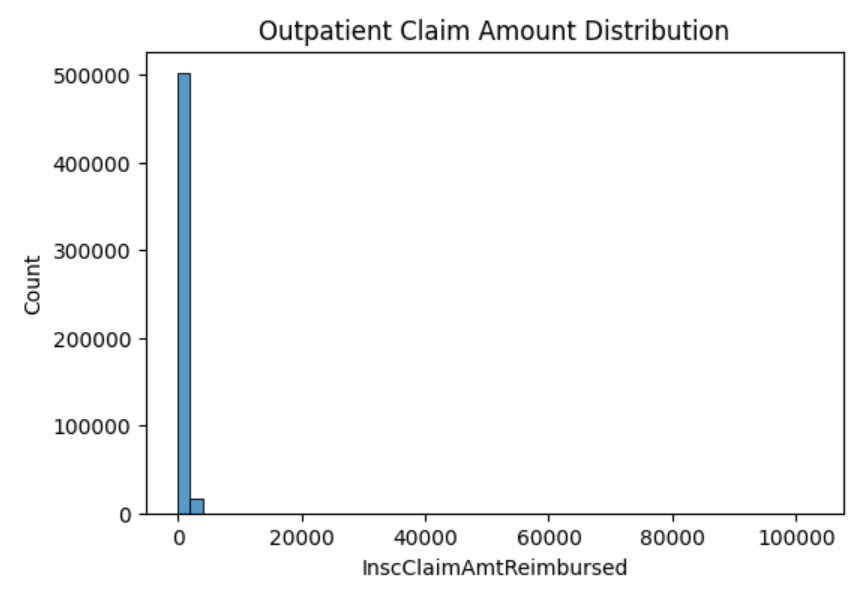 Outpatient Claim Amount Distribution
500000
400000
300000
200000
100000
0
Count
0 20000 40000 60000 80000 100000
InscClaimAmtReimbursed